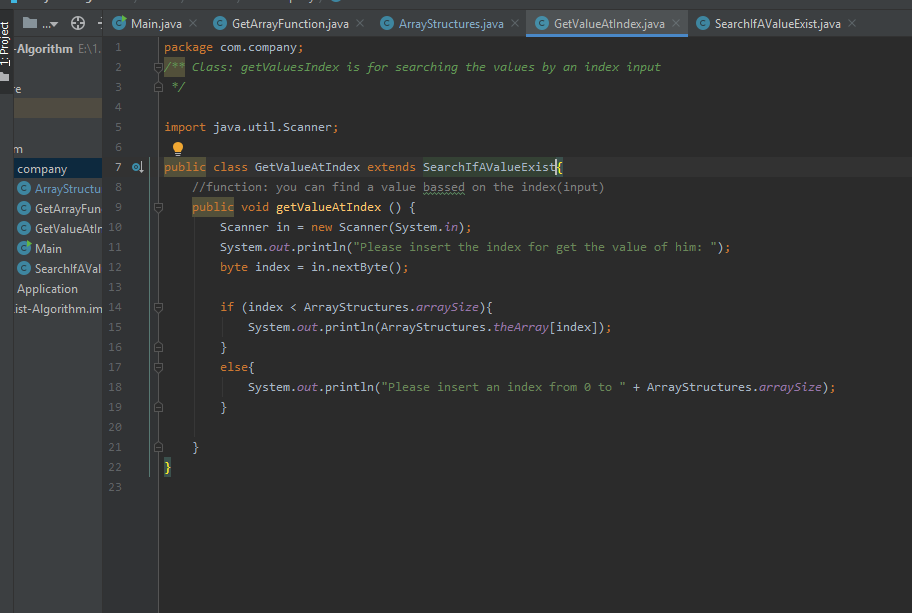 Main.java
GetArrayFunction.java
ArrayStructures.java
GetValueAtIndex.java
SearchIfAValueExist.java
1: Project
...
-Algorithm E:\1.
re
m
company
ArrayStructu
GetArrayFun
GetValueAtIn
Main
SearchIfAVal
Application
ist-Algorithm.im
1 package com.company;
2 /** Class: getValuesIndex is for searching the values by an index input
3 */
4
5 import java.util.Scanner;
6
7 public class GetValueAtIndex extends SearchIfAValueExist{
8 //function: you can find a value bassed on the index(input)
9 public void getValueAtIndex () {
10 Scanner in = new Scanner(System.in);
11 System.out.println("Please insert the index for get the value of him: ");
12 byte index = in.nextByte();
13
14 if (index < ArrayStructures.arraySize){
15 System.out.println(ArrayStructures.theArray[index]);
16 }
17 else{
18 System.out.println("Please insert an index from 0 to " + ArrayStructures.arraySize);
19 }
20
21 }
22 }
23